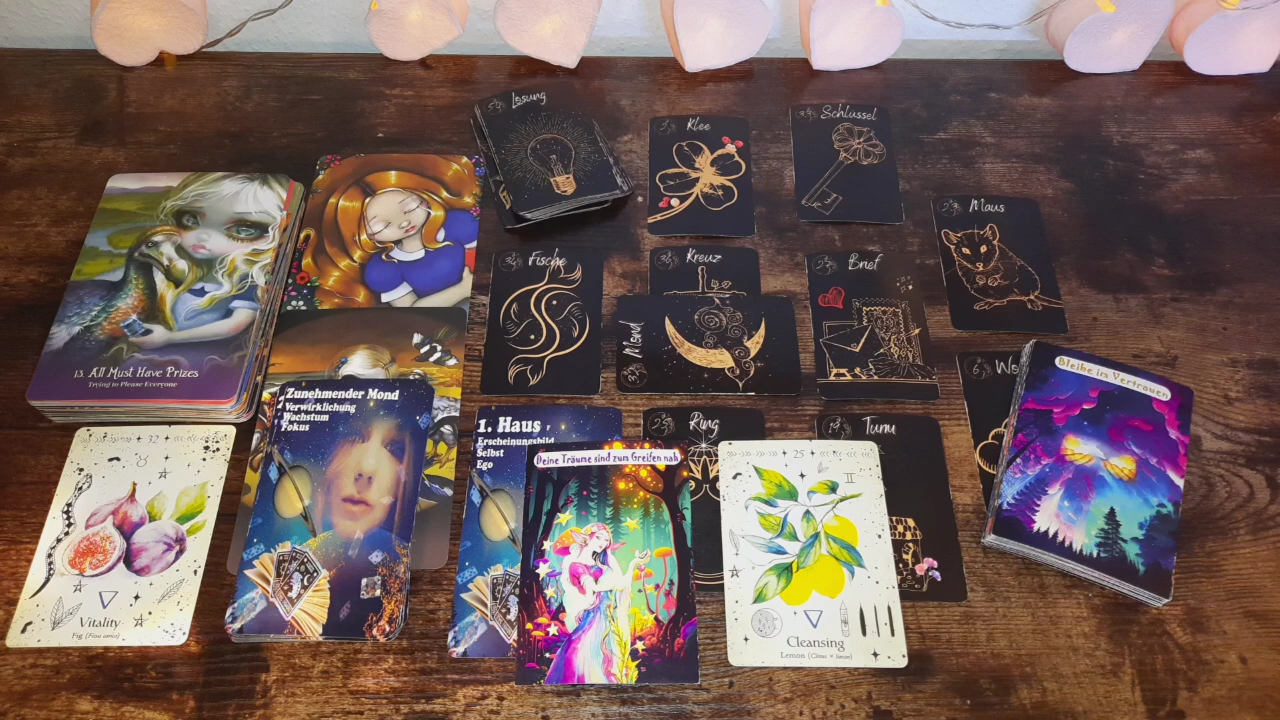 Lösung
Klee
Schlüssel
Maus
Fische
Kreuz
Brief
Mond
13. All Must Have Prizes
Trying to Please Everyone
Zunehmender Mond
Verwirklichung
Wachstum
Fokus
1. Haus
Erscheinungsbild
Selbst
Ego
Ring
Turm
Wo
Bleibe im Vertrauen
Deine Träume sind zum Greifen nah
32
Vitality
25
Cleansing